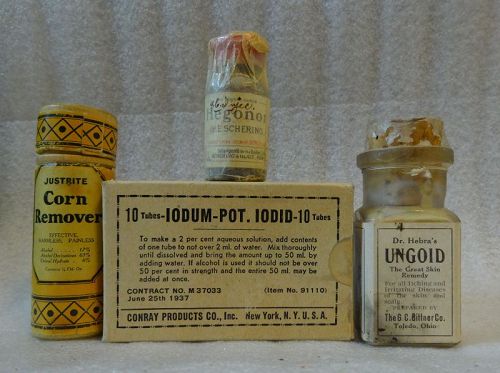 Hegonon
SCHERING
JUSTRITE
Corn
Remover
EFFECTIVE
HARMLESS, PAINLESS
Alcohol 17%
10 Tubes-IODUM-POT. IODID-10 Tubes
To make a 2 per cent aqueous solution, add contents
of one tube to not over 2 ml. of water. Mix thoroughly
until dissolved and bring the amount up to 50 ml. by
adding water. If alcohol is used it should not be over
50 per cent in strength and the entire 50 ml. may be
added at once.
CONTRACT NO. M 37033 (Item No. 91110)
June 25th 1937
CONRAY PRODUCTS CO., Inc. New York, N. Y. U. S. A.
Dr. Hebra's
UNGOID
The Great Skin
Remedy
For all Itching and
Irritating Diseases
of the skin and
scalp.
PREPARED BY
The G. C. Bittner Co.
Toledo, Ohio